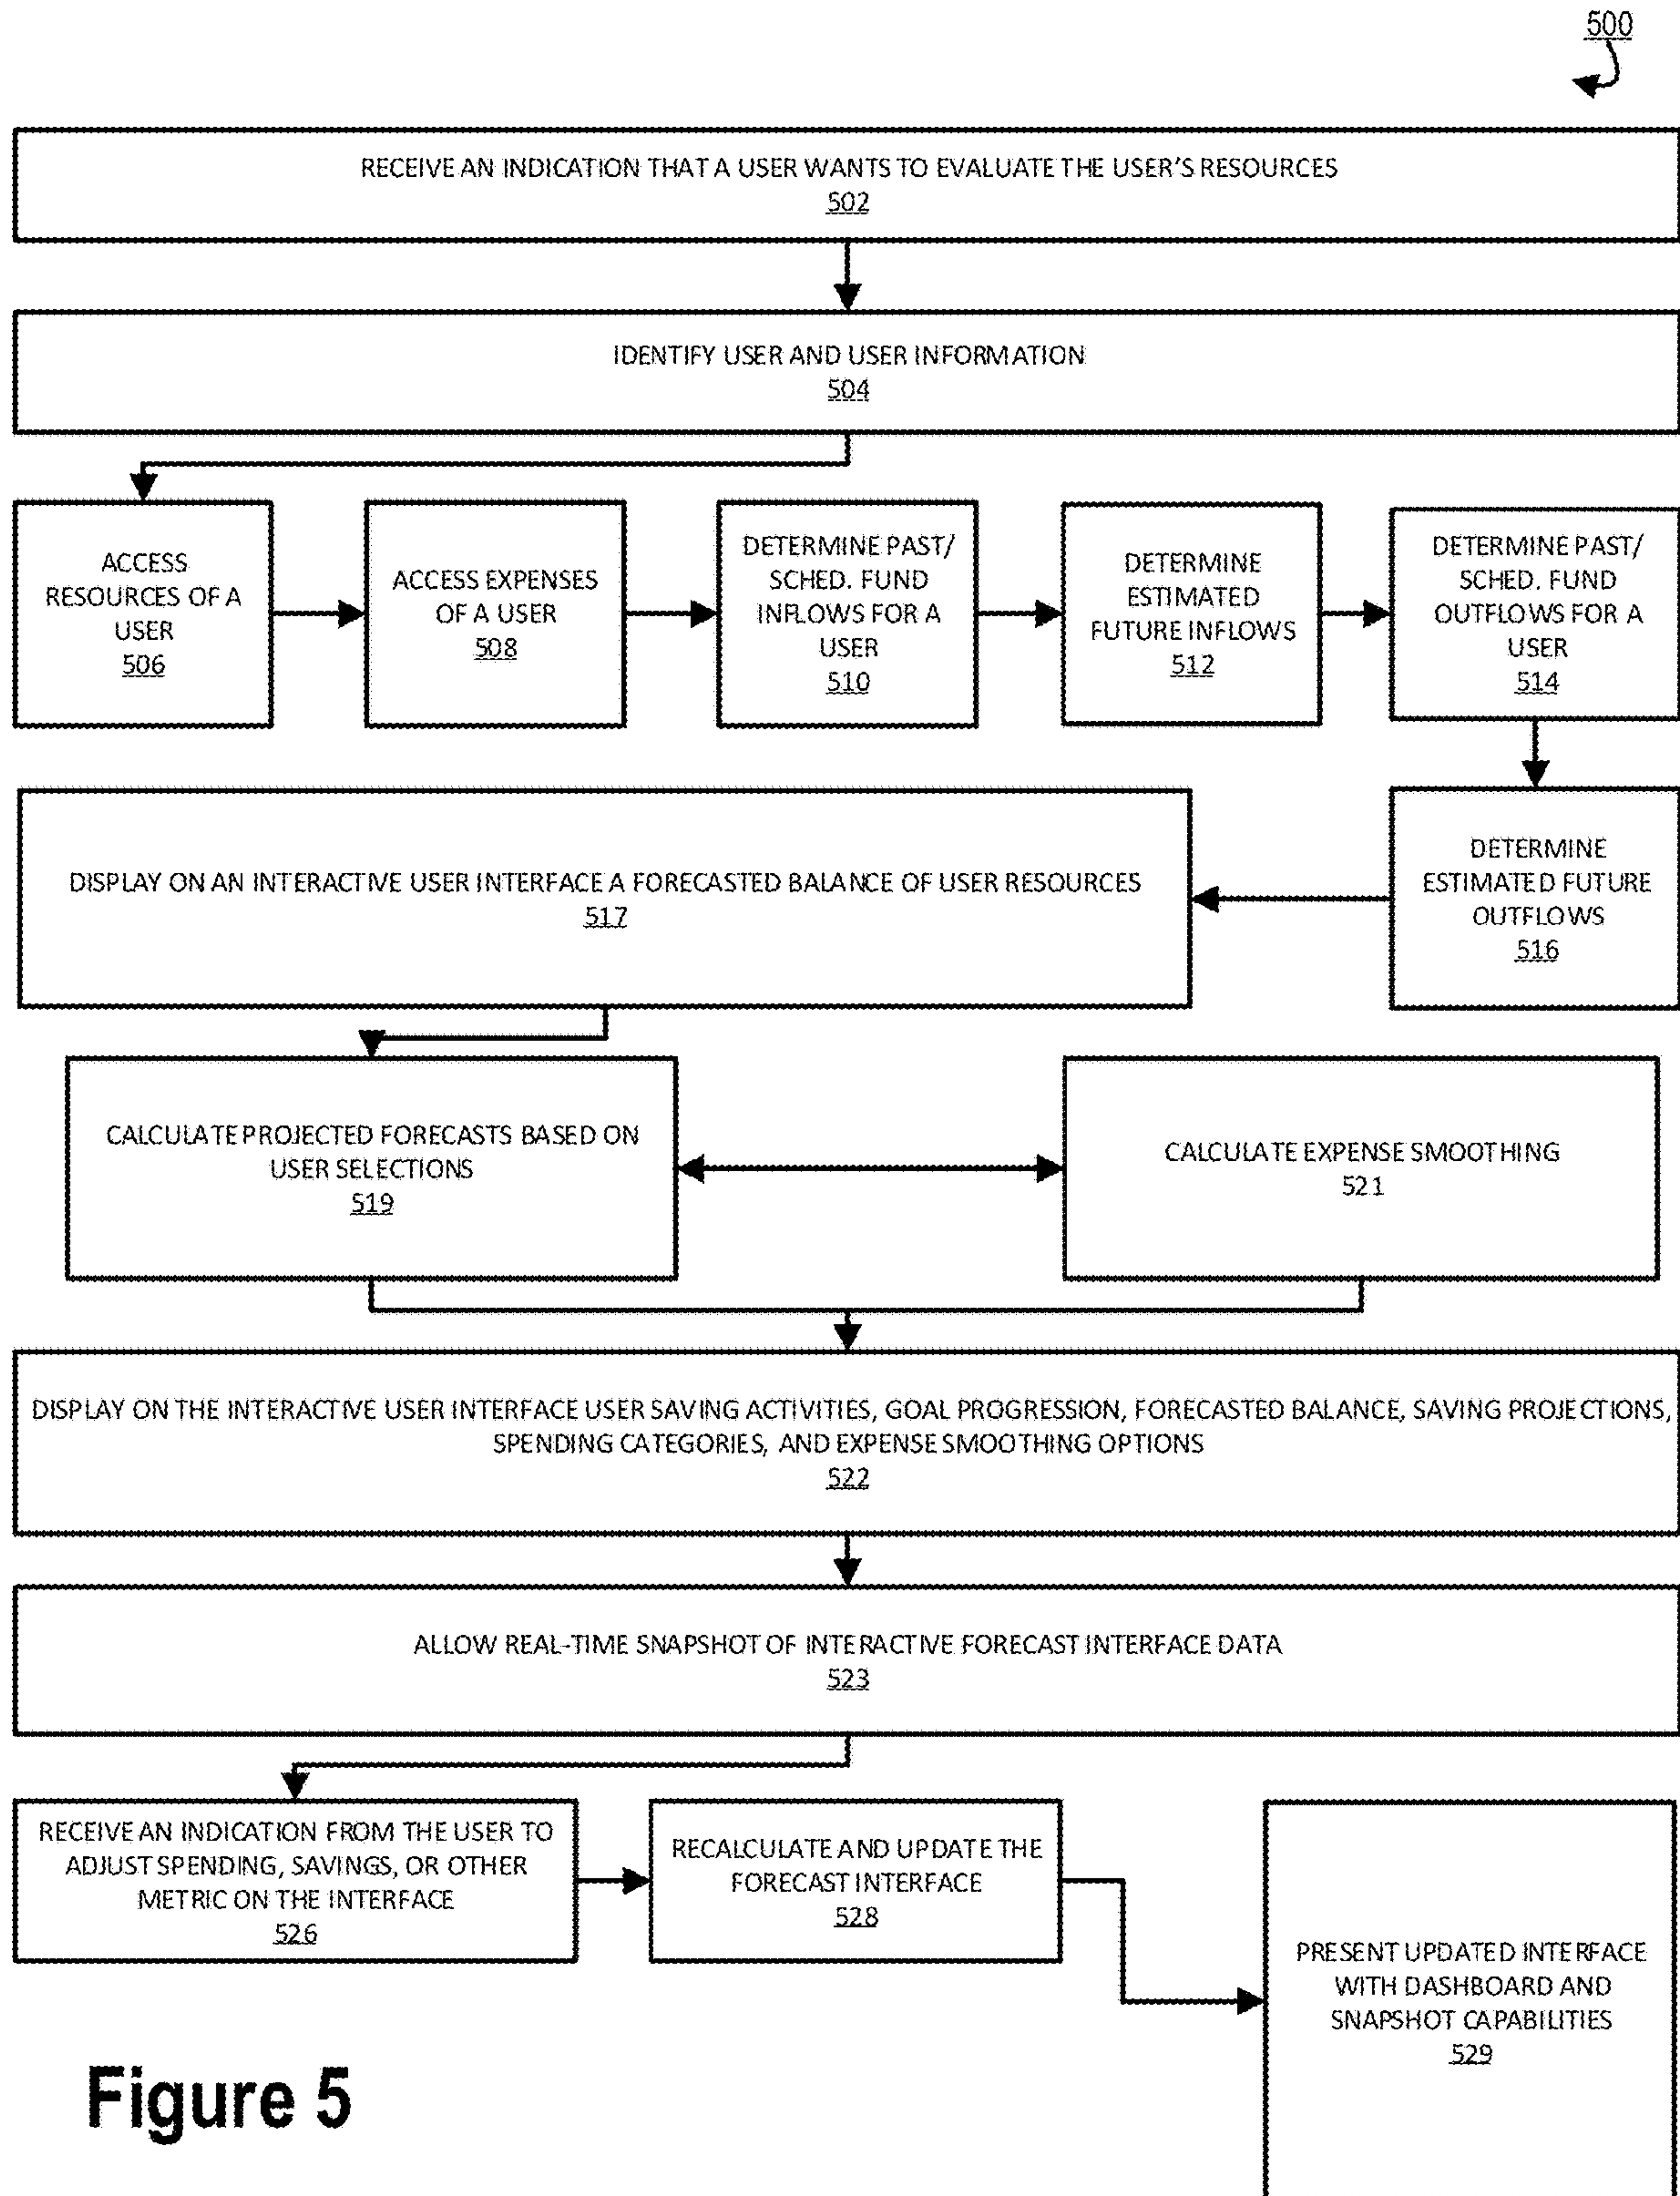 500
RECEIVE AN INDICATION THAT A USER WANTS TO EVALUATE THE USER'S RESOURCES
502
IDENTIFY USER AND USER INFORMATION
504
ACCESS
RESOURCES OF A
USER
506
ACCESS EXPENSES
OF A USER
508
DETERMINE PAST/
SCHED. FUND
INFLOWS FOR A
USER
510
DETERMINE
ESTIMATED
FUTURE INFLOWS
512
DETERMINE PAST/
SCHED. FUND
OUTFLOWS FOR A
USER
514
DETERMINE
ESTIMATED FUTURE
OUTFLOWS
516
DISPLAY ON AN INTERACTIVE USER INTERFACE A FORECASTED BALANCE OF USER RESOURCES
517
CALCULATE PROJECTED FORECASTS BASED ON
USER SELECTIONS
519
CALCULATE EXPENSE SMOOTHING
521
DISPLAY ON THE INTERACTIVE USER INTERFACE USER SAVING ACTIVITIES, GOAL PROGRESSION, FORECASTED BALANCE, SAVING PROJECTIONS,
SPENDING CATEGORIES, AND EXPENSE SMOOTHING OPTIONS
522
ALLOW REAL-TIME SNAPSHOT OF INTERACTIVE FORECAST INTERFACE DATA
523
RECEIVE AN INDICATION FROM THE USER TO
ADJUST SPENDING, SAVINGS, OR OTHER
METRIC ON THE INTERFACE
526
RECALCULATE AND UPDATE THE
FORECAST INTERFACE
528
PRESENT UPDATED INTERFACE
WITH DASHBOARD AND
SNAPSHOT CAPABILITIES
529
Figure 5